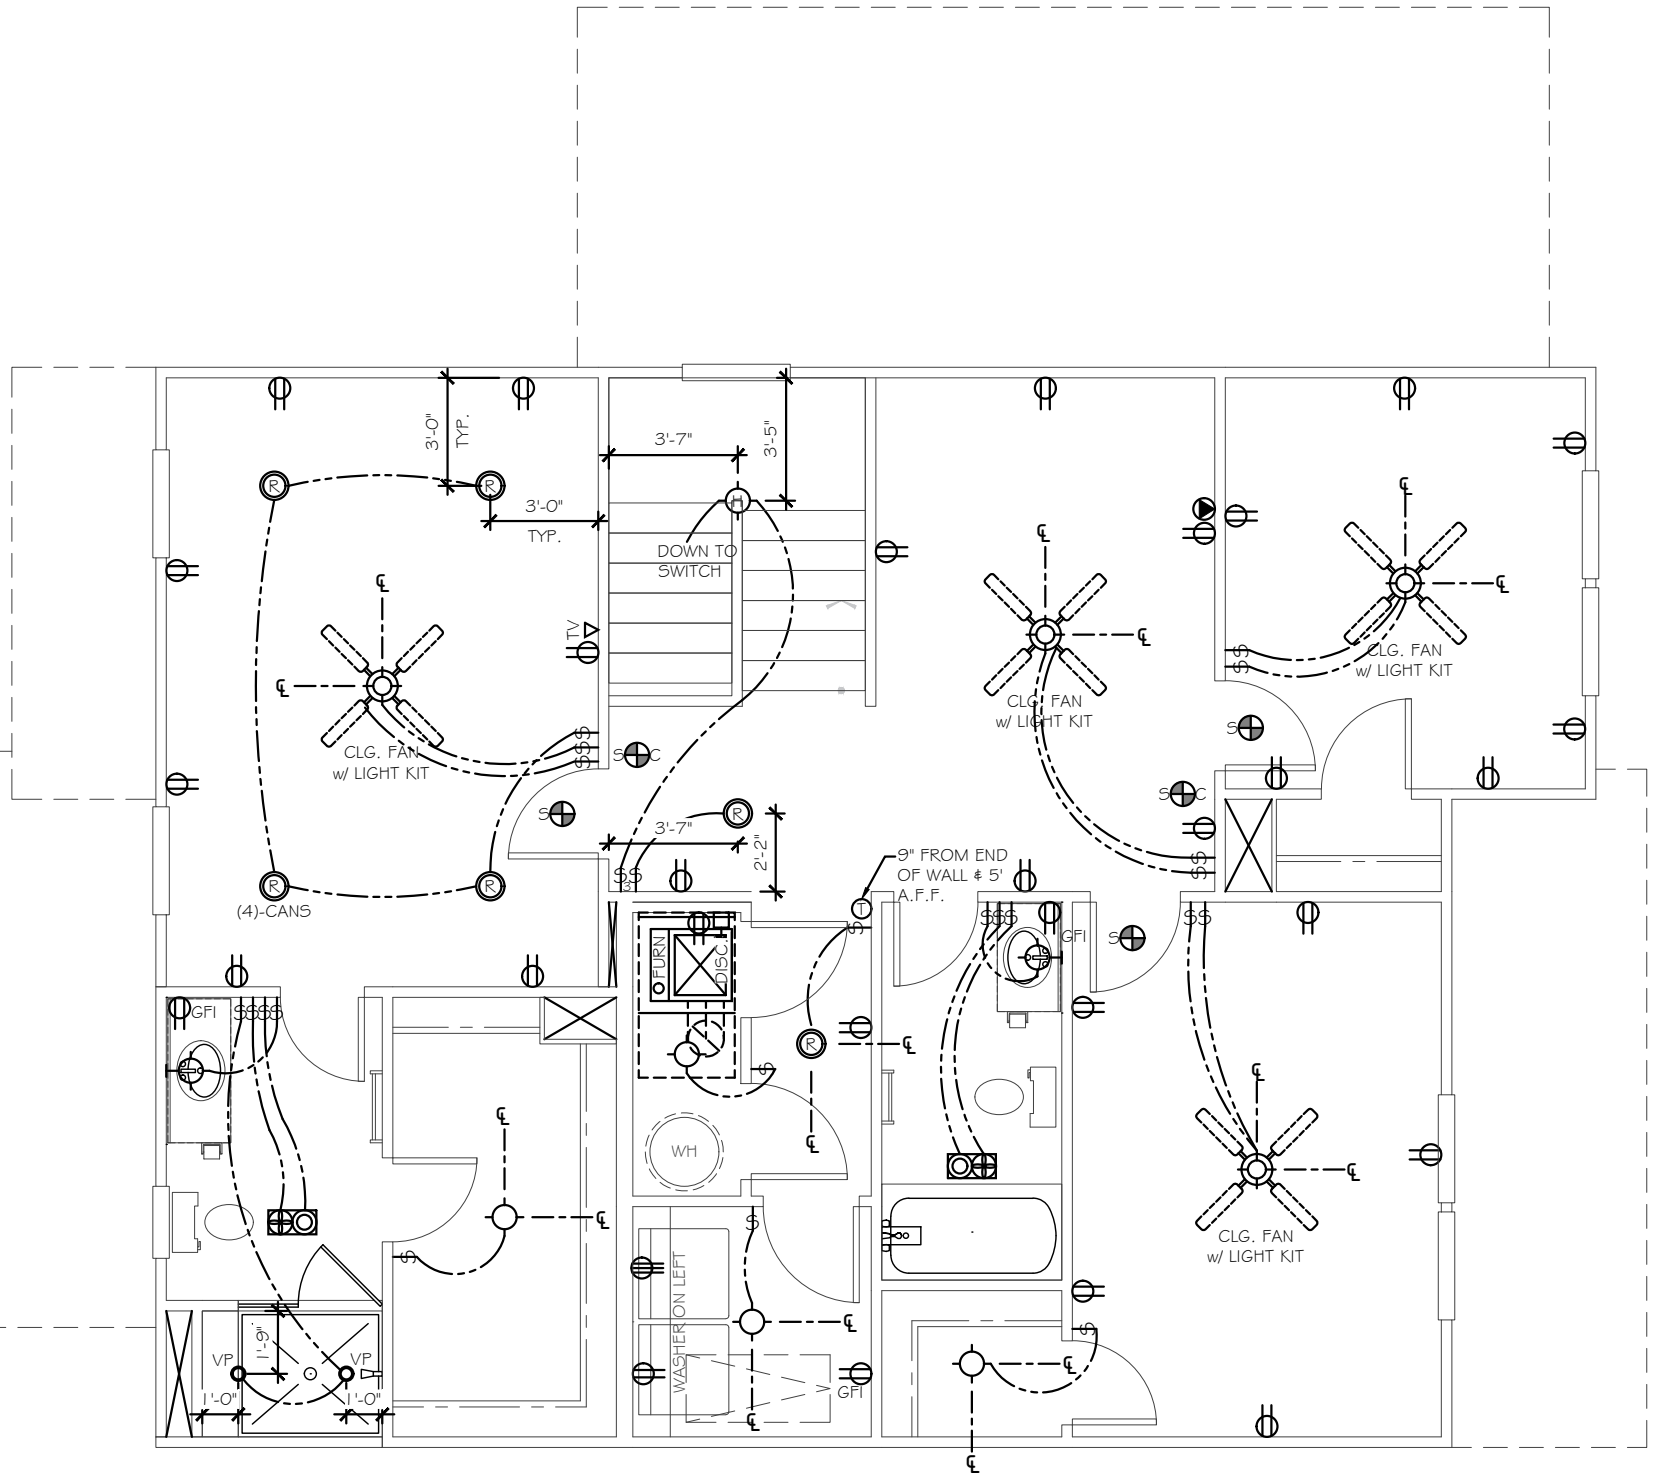 3'-0"
TYP.
3'-7"
3'-5"
R
R
3'-0"
TYP.
H
DOWN TO
SWITCH
℄
℄
℄
℄
CLG. FAN
w/ LIGHT KIT
℄
℄
TV
CLG. FAN
w/ LIGHT KIT
$$
CLG. FAN
w/ LIGHT KIT
$$$
S C
S
S
S C
R
3'-7"
2'-2"
$$
3
$$
9" FROM END
OF WALL & 5'
A.F.F.
R
R
(4)-CANS
T
$
$$$
GFI
S
$$
FURN
DISC.
GFI
$$$$
R
℄
℄
$
℄
WH
℄
℄
℄
℄
CLG. FAN
w/ LIGHT KIT
$
$
WASHER ON LEFT
℄
℄
GFI
$
℄
℄
1'-9"
VP
VP
1'-0"
1'-0"